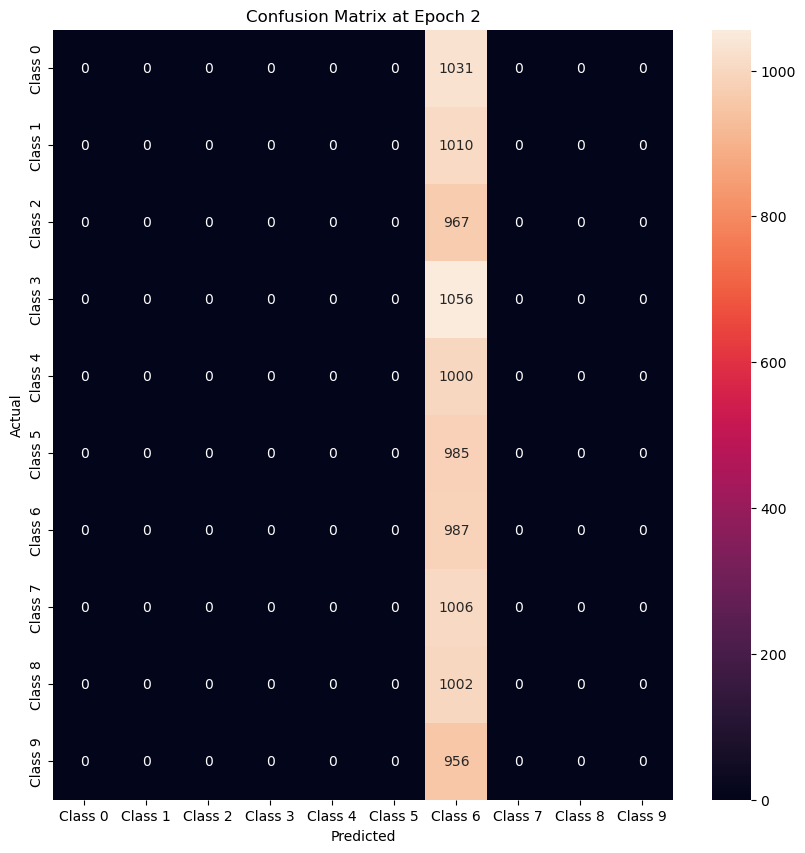 Confusion Matrix at Epoch 2
Actual
Class 0 0 0 0 0 0 0 1031 0 0 0
Class 1 0 0 0 0 0 0 1010 0 0 0
Class 2 0 0 0 0 0 0 967 0 0 0
Class 3 0 0 0 0 0 0 1056 0 0 0
Class 4 0 0 0 0 0 0 1000 0 0 0
Class 5 0 0 0 0 0 0 985 0 0 0
Class 6 0 0 0 0 0 0 987 0 0 0
Class 7 0 0 0 0 0 0 1006 0 0 0
Class 8 0 0 0 0 0 0 1002 0 0 0
Class 9 0 0 0 0 0 0 956 0 0 0
Class 0 Class 1 Class 2 Class 3 Class 4 Class 5 Class 6 Class 7 Class 8 Class 9
Predicted
1000
800
600
400
200
0